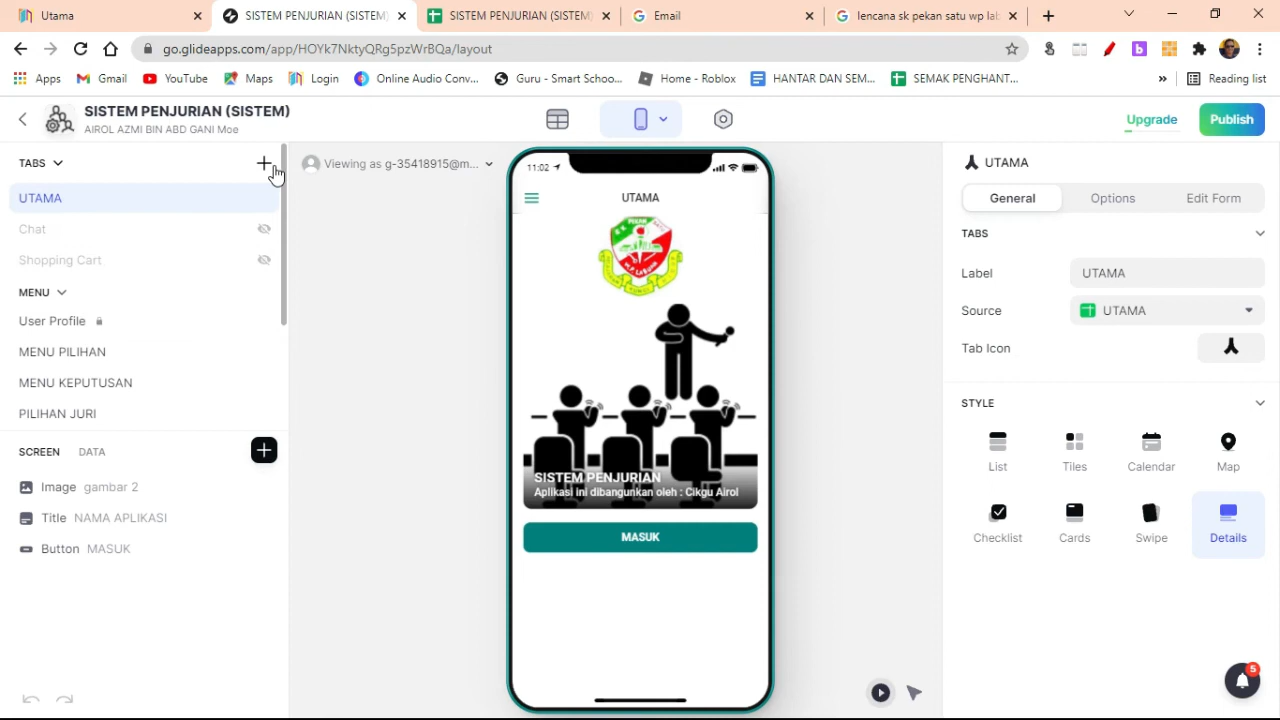 Utama
SISTEM PENJURIAN (SISTEM)
SISTEM PENJURIAN (SISTEM)
Email
lencana sk pekan satu wp lab
go.glideapps.com/app/HOYk7NktyQRg5pzWrBQa/layout
Apps
Gmail
YouTube
Maps
Login
Online Audio Conv...
Guru - Smart Schoo...
Home - Roblox
HANTAR DAN SEM...
SEMAK PENGHANT...
»
Reading list
SISTEM PENJURIAN (SISTEM)
AIROL AZMI BIN ABD GANI Moe
Upgrade
Publish
TABS
UTAMA
Chat
Shopping Cart
MENU
User Profile
MENU PILIHAN
MENU KEPUTUSAN
PILIHAN JURI
SCREEN DATA
Image gambar 2
Title NAMA APLIKASI
Button MASUK
Viewing as g-35418915@m...
11:02
UTAMA
SISTEM PENJURIAN
Aplikasi ini dibangunkan oleh : Cikgu Airol
MASUK
UTAMA
General Options Edit Form
TABS
Label UTAMA
Source UTAMA
Tab Icon
STYLE
List Tiles Calendar Map
Checklist Cards Swipe Details
5